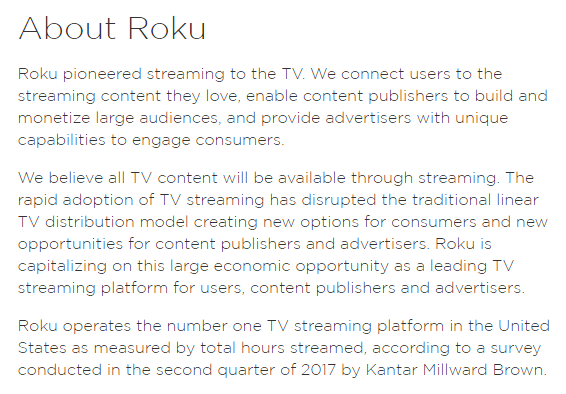 About Roku
Roku pioneered streaming to the TV. We connect users to the
streaming content they love, enable content publishers to build and
monetize large audiences, and provide advertisers with unique
capabilities to engage consumers.
We believe all TV content will be available through streaming. The
rapid adoption of TV streaming has disrupted the traditional linear
TV distribution model creating new options for consumers and new
opportunities for content publishers and advertisers. Roku is
capitalizing on this large economic opportunity as a leading TV
streaming platform for users, content publishers and advertisers.
Roku operates the number one TV streaming platform in the United
States as measured by total hours streamed, according to a survey
conducted in the second quarter of 2017 by Kantar Millward Brown.